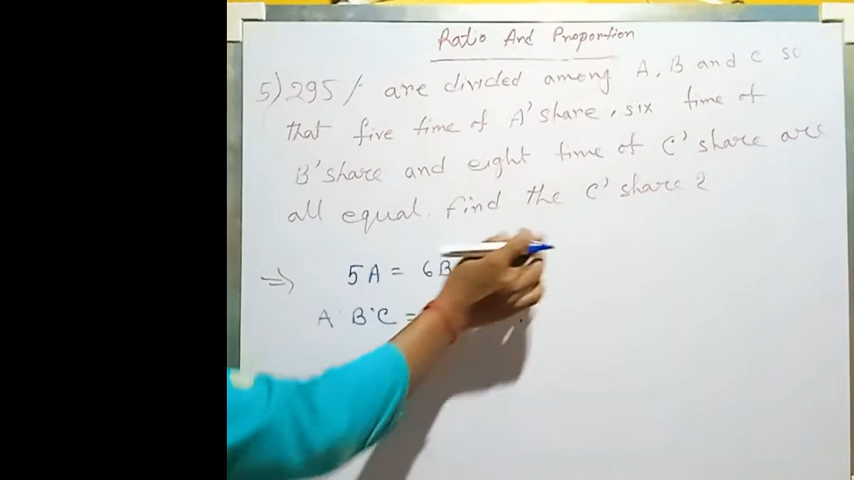 Ratio And Proportion
5) 295/- are divided among A, B and C so
that five time of A' share, six time of
B' share and eight time of C' share are
all equal. find the C' share ?
⇒ 5A = 6B
A : B : C =